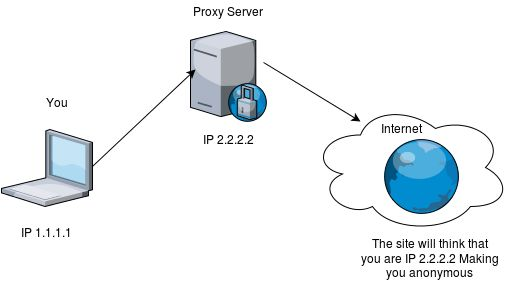 Proxy Server
You
IP 2.2.2.2
Internet
IP 1.1.1.1
The site will think that
you are IP 2.2.2.2 Making
you anonymous